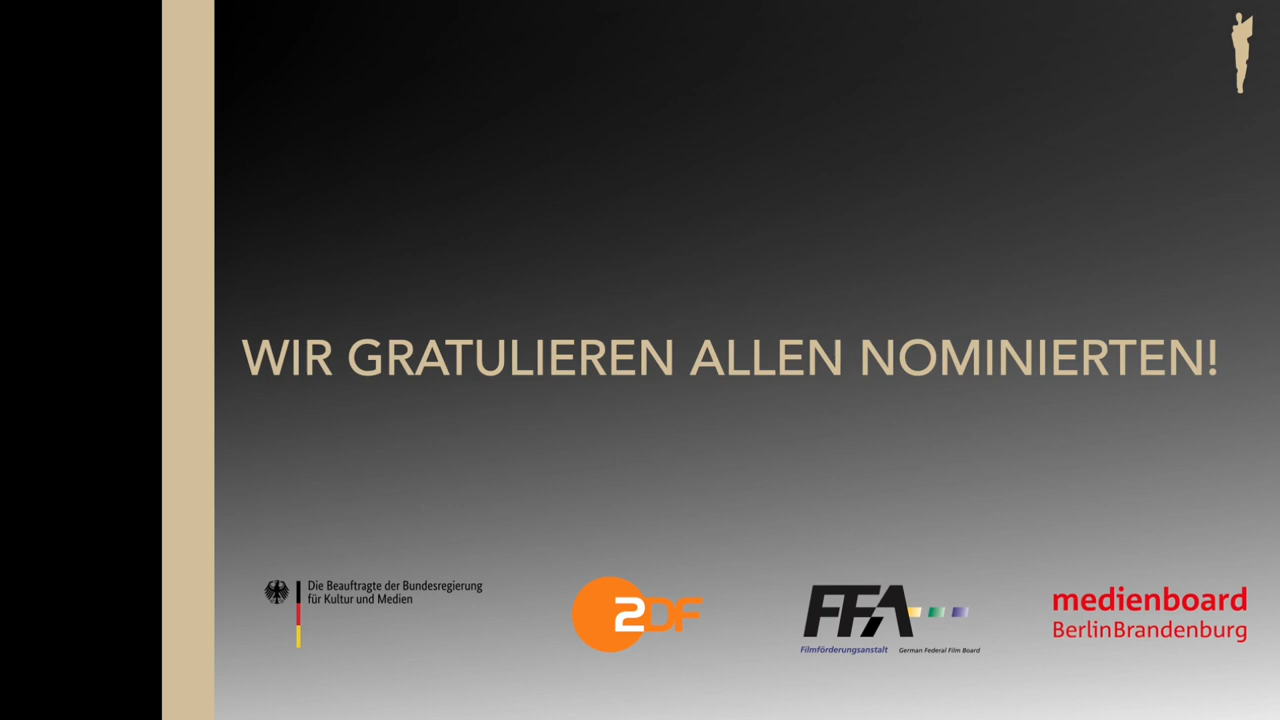 WIR GRATULIEREN ALLEN NOMINIERTEN!
Die Beauftragte der Bundesregierung
für Kultur und Medien
2DF
FFA
Filmförderungsanstalt German Federal Film Board
medienboard
BerlinBrandenburg